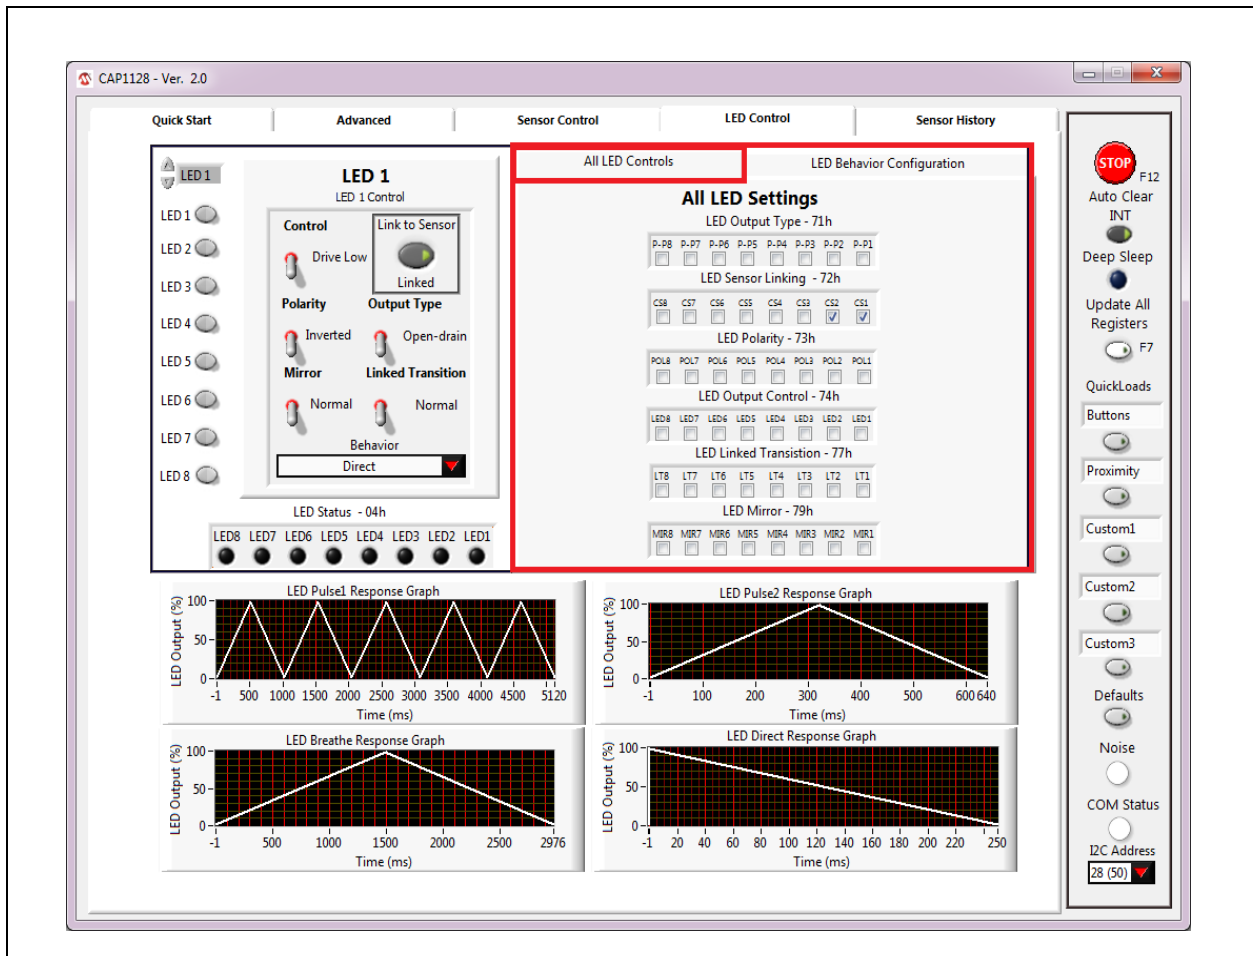 CAP1128 - Ver. 2.0
Quick Start Advanced Sensor Control LED Control Sensor History
LED 1
LED 1
LED 2
LED 3
LED 4
LED 5
LED 6
LED 7
LED 8
LED 1
LED 1 Control
Control Link to Sensor
Drive Low
Linked
Polarity Output Type
Inverted Open-drain
Mirror Linked Transition
Normal Normal
Behavior
Direct
LED Status - 04h
LED8 LED7 LED6 LED5 LED4 LED3 LED2 LED1
All LED Controls LED Behavior Configuration
All LED Settings
LED Output Type - 71h
P-P8 P-P7 P-P6 P-P5 P-P4 P-P3 P-P2 P-P1
LED Sensor Linking - 72h
CS8 CS7 CS6 CS5 CS4 CS3 CS2 CS1
LED Polarity - 73h
POL8 POL7 POL6 POL5 POL4 POL3 POL2 POL1
LED Output Control - 74h
LED8 LED7 LED6 LED5 LED4 LED3 LED2 LED1
LED Linked Transistion - 77h
LT8 LT7 LT6 LT5 LT4 LT3 LT2 LT1
LED Mirror - 79h
MIR8 MIR7 MIR6 MIR5 MIR4 MIR3 MIR2 MIR1
LED Pulse1 Response Graph
LED Output (%)
100
50
0
-1 500 1000 1500 2000 2500 3000 3500 4000 4500 5120
Time (ms)
LED Pulse2 Response Graph
LED Output (%)
100
50
0
-1 100 200 300 400 500 600 640
Time (ms)
LED Breathe Response Graph
LED Output (%)
100
50
0
-1 500 1000 1500 2000 2500 2976
Time (ms)
LED Direct Response Graph
LED Output (%)
100
50
0
-1 20 40 60 80 100 120 140 160 180 200 220 250
Time (ms)
STOP
F12
Auto Clear
INT
Deep Sleep
Update All
Registers
F7
QuickLoads
Buttons
Proximity
Custom1
Custom2
Custom3
Defaults
Noise
COM Status
I2C Address
28 (50)